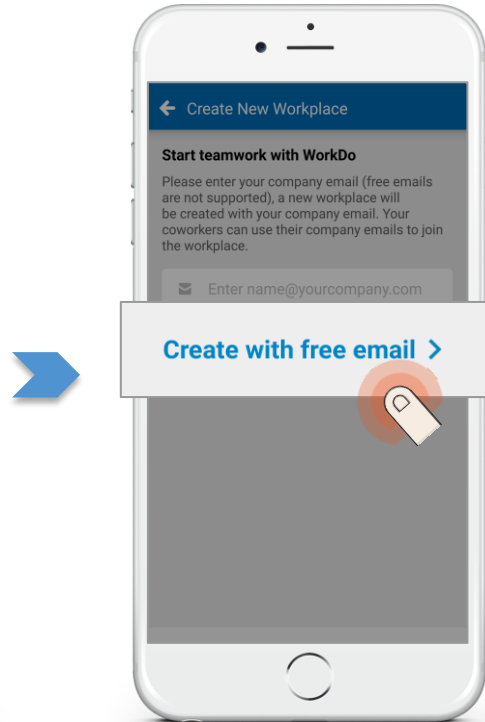 Create New Workplace
Start teamwork with WorkDo
Please enter your company email (free emails
are not supported), a new workplace will
be created with your company email. Your
coworkers can use their company emails to join
the workplace.
Enter name@yourcompany.com
Create with free email